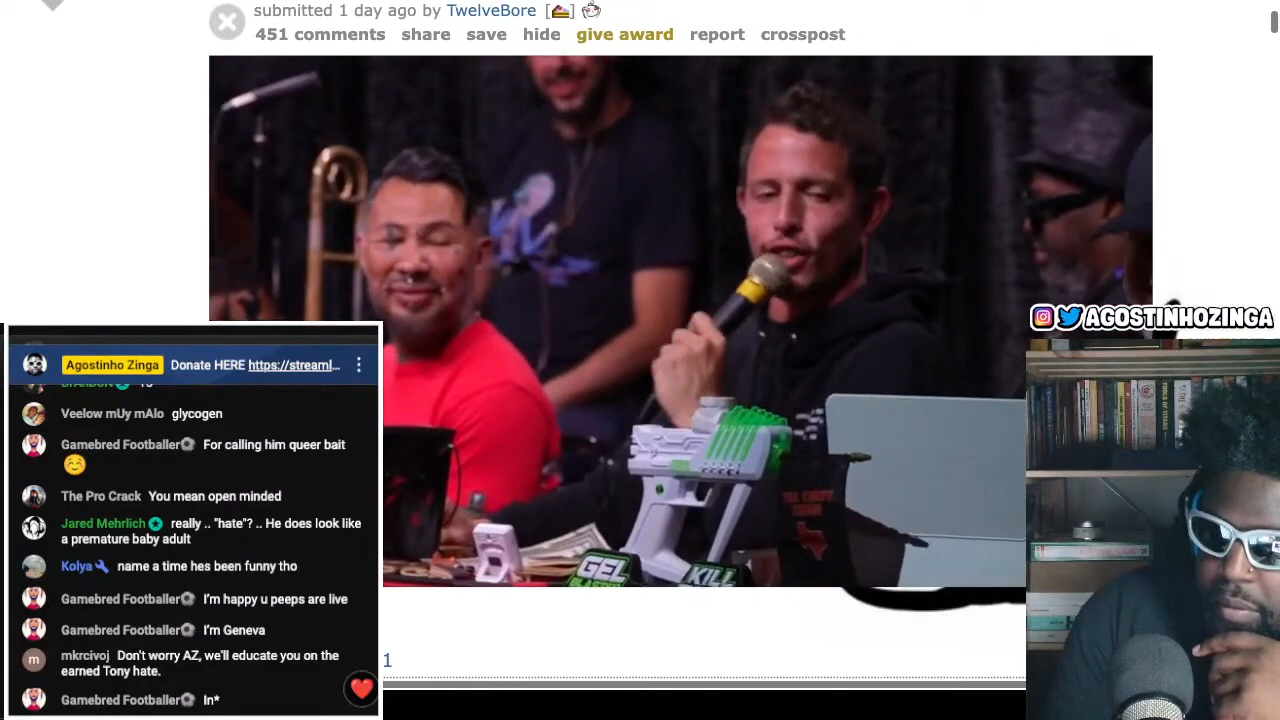 submitted 1 day ago by TwelveBore
451 comments share save hide give award report crosspost
AGOSTINHOZINGA
Agostinho Zinga Donate HERE https://streaml...
Veelow mUy mAlo glycogen
Gamebred Footballer For calling him queer bait
The Pro Crack You mean open minded
Jared Mehrlich really .. "hate"? .. He does look like
a premature baby adult
Kolya name a time hes been funny tho
Gamebred Footballer I'm happy u peeps are live
Gamebred Footballer I'm Geneva
m mkrcivoj Don't worry AZ, we'll educate you on the
earned Tony hate.
Gamebred Footballer In*
GEL
KILL
1